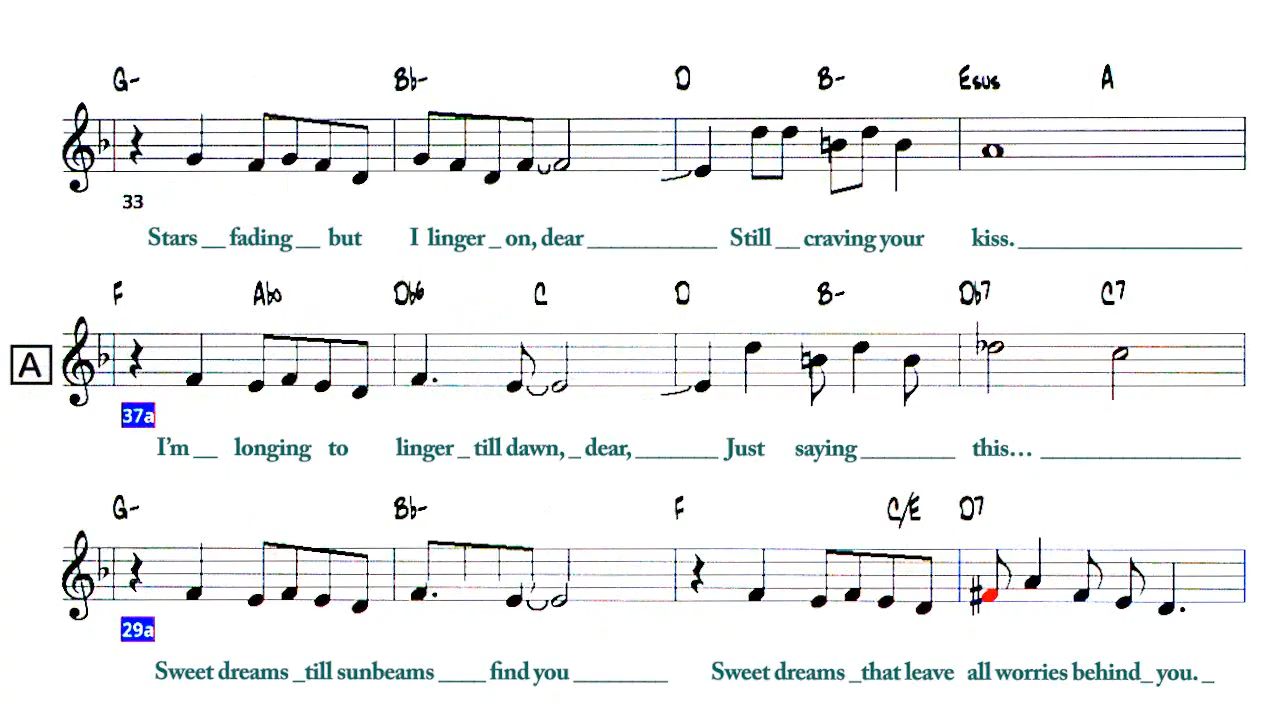 G- Bb- D B- Esus A
33
Stars __ fading __ but I linger _ on, dear ___________ Still __ craving your kiss. ___________________
F Abo Db6 C D B- Db7 C7
A
37a
I'm __ longing to linger _ till dawn, _ dear, _______ Just saying ________ this... _________________
G- Bb- F C/E D7
29a
Sweet dreams _till sunbeams ____ find you ________ Sweet dreams _that leave all worries behind_ you. _